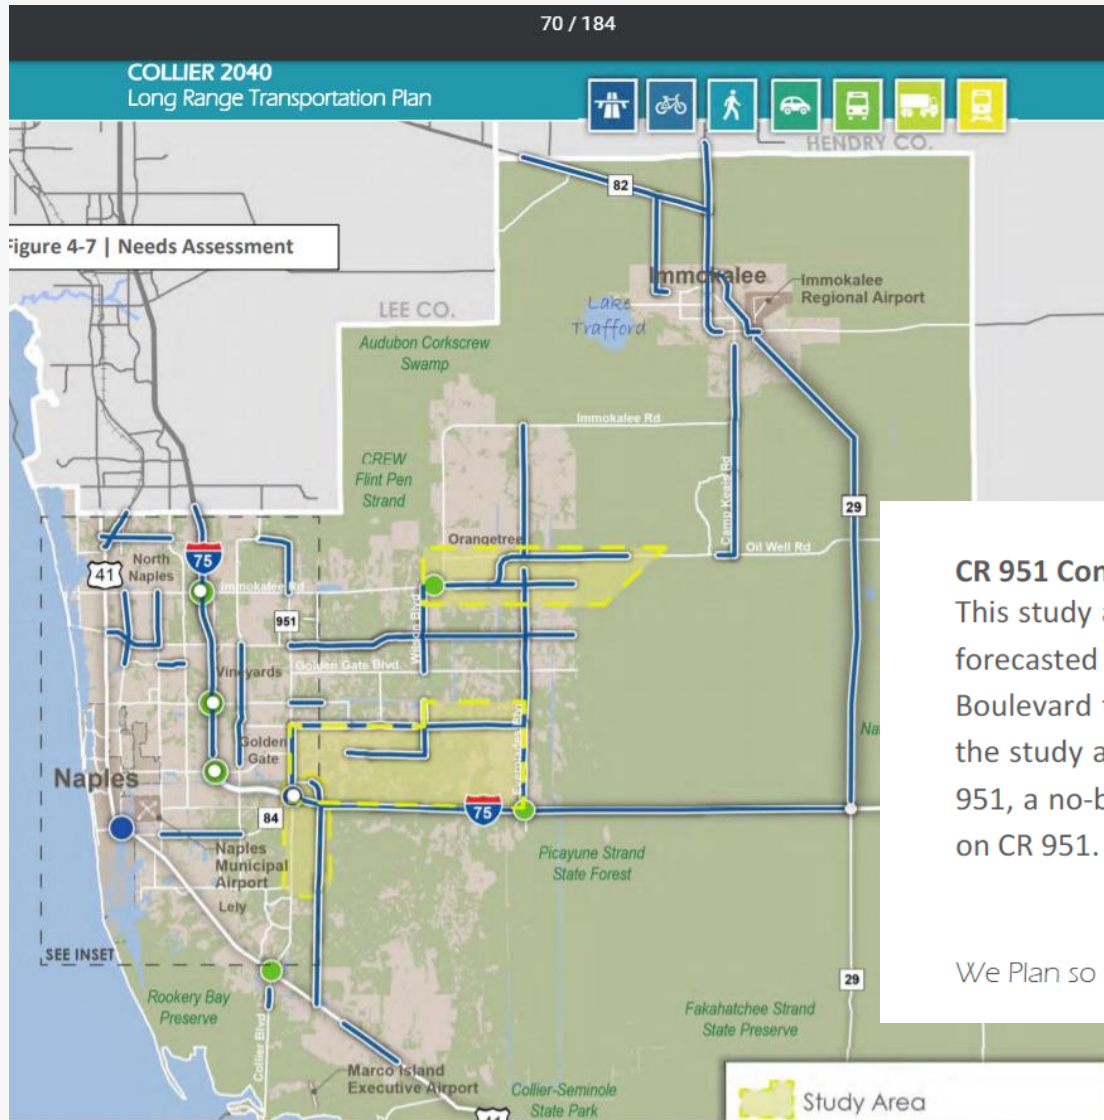 70 / 184
COLLIER 2040
Long Range Transportation Plan
HENDRY CO.
82
Figure 4-7 | Needs Assessment
Immokalee
Immokalee
Regional Airport
Lake
Trafford
LEE CO.
Audubon Corkscrew
Swamp
Immokalee Rd
CREW
Flint Pen
Strand
Camp Keais Rd
29
Orangetree
Oil Well Rd
North
Naples
75
41
Immokalee Rd
951
Wilson Blvd
Vineyards
Golden Gate Blvd
Everglades Blvd
Golden
Gate
Naples
84
75
Naples
Municipal
Airport
Picayune Strand
State Forest
Lely
SEE INSET
29
Rookery Bay
Preserve
Fakahatchee Strand
State Preserve
Collier Blvd
Marco Island
Executive Airport
Collier-Seminole
State Park
41
Study Area
CR 951 Con
This study a
forecasted
Boulevard
the study a
951, a no-b
on CR 951.
We Plan so